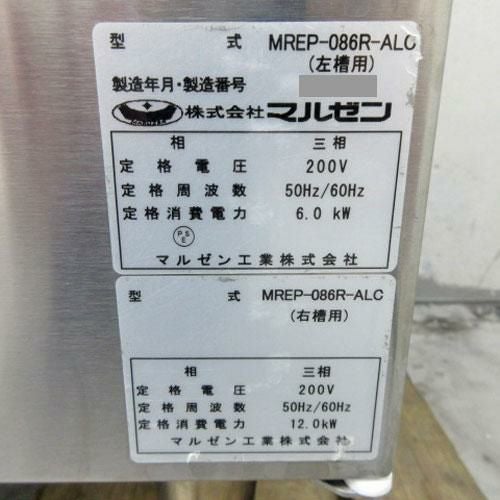 型 式 MREP-086R-ALC
(左槽用)
製造年月・製造番号
株式会社マルゼン
相 三相
定格電圧 200V
定格周波数 50Hz/60Hz
定格消費電力 6.0 kW
PSE
マルゼン工業株式会社
型 式 MREP-086R-ALC
(右槽用)
相 三相
定格電圧 200V
定格周波数 50Hz/60Hz
定格消費電力 12.0kW
マルゼン工業株式会社